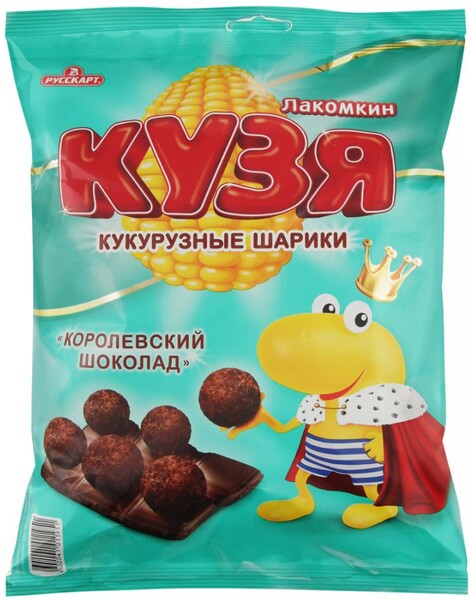 РУССКАРТ
Лакомкин
КУЗЯ
КУКУРУЗНЫЕ ШАРИКИ
«КОРОЛЕВСКИЙ
ШОКОЛАД»